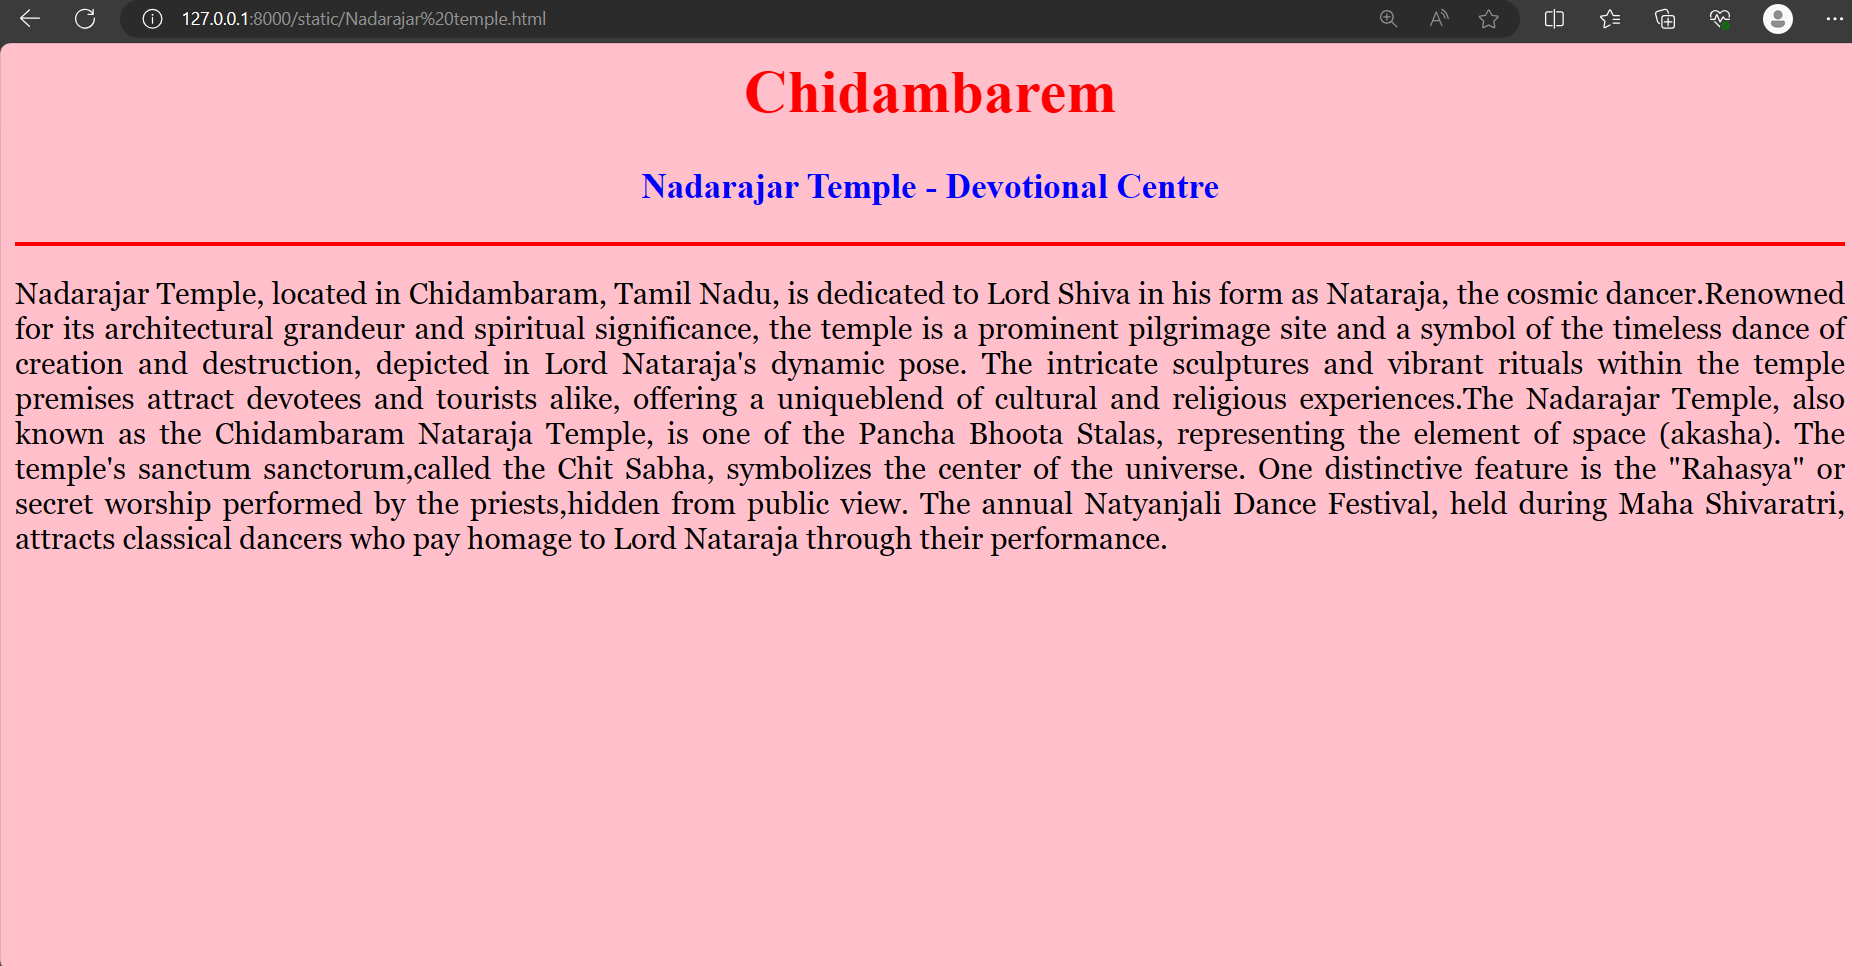 127.0.0.1:8000/static/Nadarajar%20temple.html
Chidambarem
Nadarajar Temple - Devotional Centre
Nadarajar Temple, located in Chidambaram, Tamil Nadu, is dedicated to Lord Shiva in his form as Nataraja, the cosmic dancer.Renowned
for its architectural grandeur and spiritual significance, the temple is a prominent pilgrimage site and a symbol of the timeless dance of
creation and destruction, depicted in Lord Nataraja's dynamic pose. The intricate sculptures and vibrant rituals within the temple
premises attract devotees and tourists alike, offering a uniqueblend of cultural and religious experiences.The Nadarajar Temple, also
known as the Chidambaram Nataraja Temple, is one of the Pancha Bhoota Stalas, representing the element of space (akasha). The
temple's sanctum sanctorum,called the Chit Sabha, symbolizes the center of the universe. One distinctive feature is the "Rahasya" or
secret worship performed by the priests,hidden from public view. The annual Natyanjali Dance Festival, held during Maha Shivaratri,
attracts classical dancers who pay homage to Lord Nataraja through their performance.